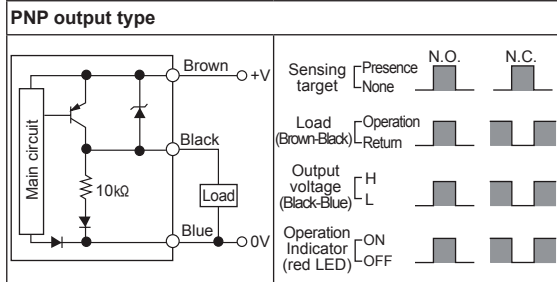 PNP output type
Brown
+V
Main circuit
Black
10kΩ
Load
Blue
0V
N.O.
N.C.
Sensing target
Presence
None
Load
(Brown-Black)
Operation
Return
Output
voltage
(Black-Blue)
H
L
Operation
Indicator
(red LED)
ON
OFF